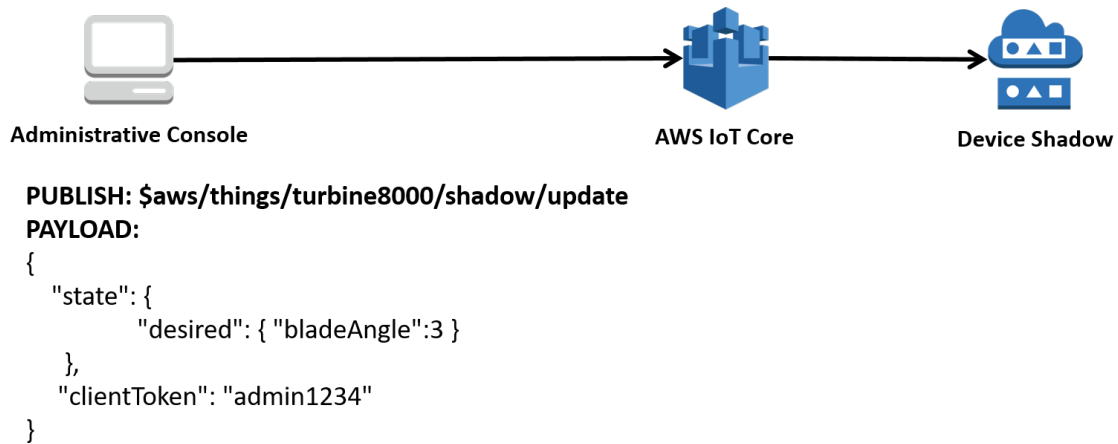 Administrative Console
AWS IoT Core
Device Shadow
PUBLISH: $aws/things/turbine8000/shadow/update
PAYLOAD:
{
"state": {
"desired": { "bladeAngle":3 }
},
"clientToken": "admin1234"
}